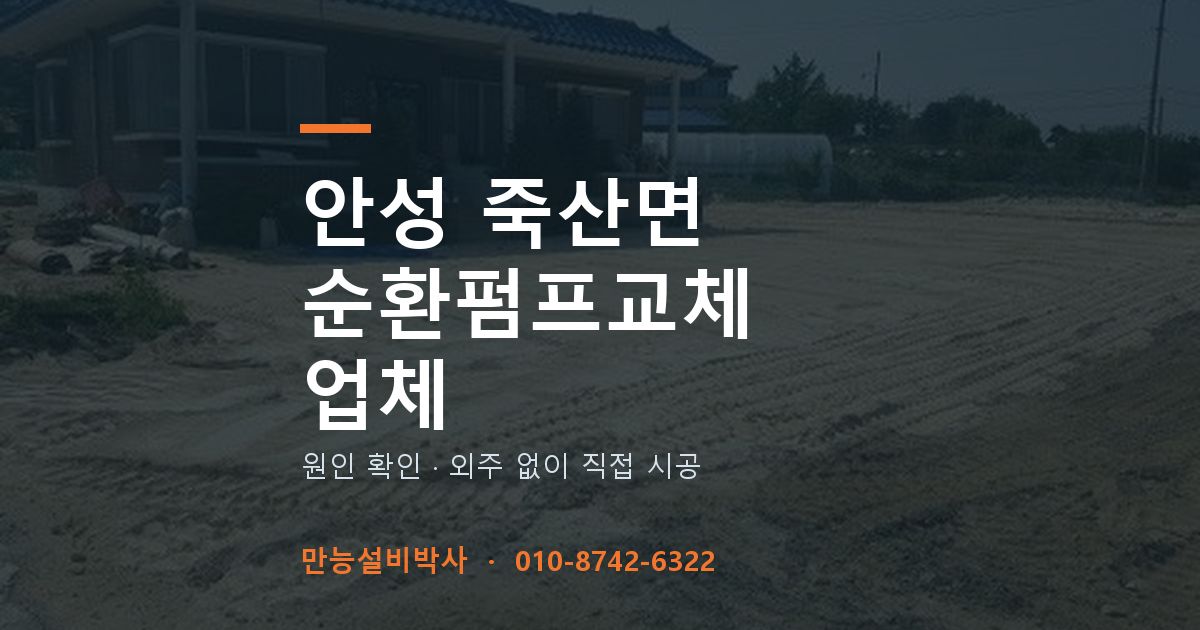 안성 죽산면
순환펌프교체
업체
원인 확인 · 외주 없이 직접 시공
만능설비박사 · 010-8742-6322